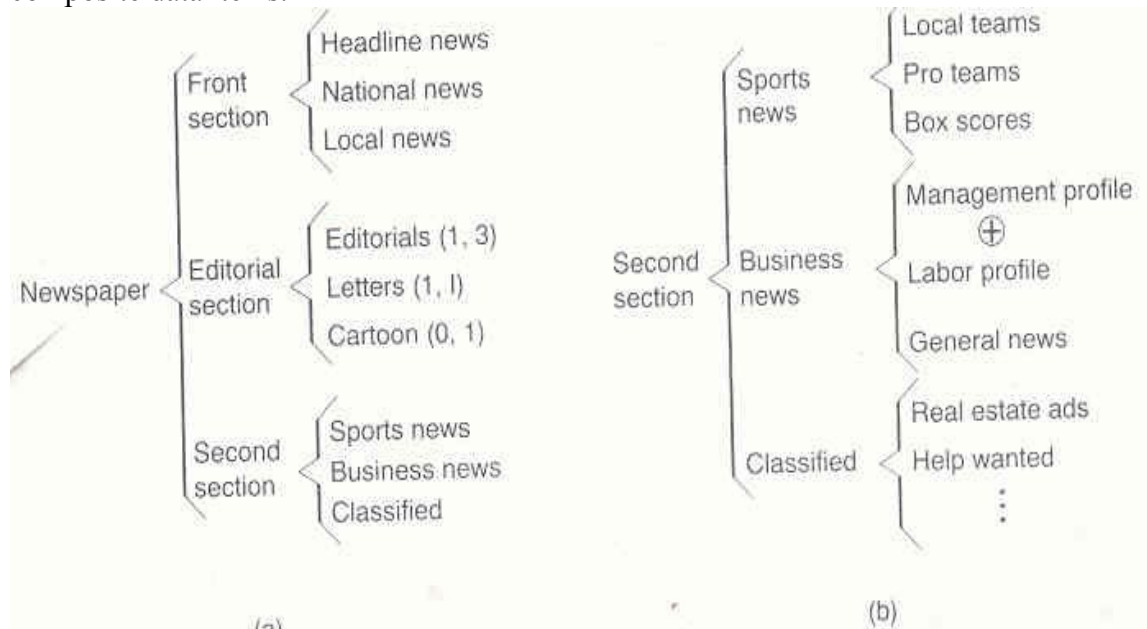 Headline news
Front
section
National news
Local news
Newspaper
Editorial
section
Editorials (1, 3)
Letters (1, I)
Cartoon (0, 1)
Second
section
Sports news
Business news
Classified
(a)
Second
section
Sports
news
Local teams
Pro teams
Box scores
Business
news
Management profile
⊕
Labor profile
General news
Classified
Real estate ads
Help wanted
⋮
(b)